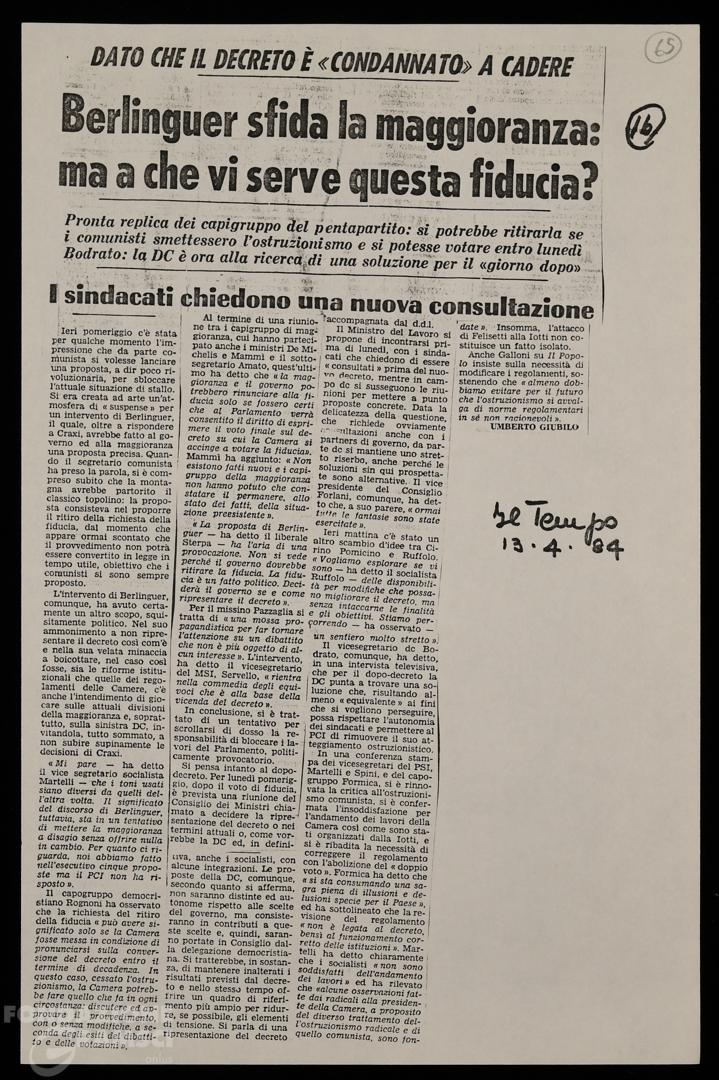 65
16
DATO CHE IL DECRETO È «CONDANNATO» A CADERE
Berlinguer sfida la maggioranza:
ma a che vi serve questa fiducia?
Pronta replica dei capigruppo del pentapartito: si potrebbe ritirarla se
i comunisti smettessero l'ostruzionismo e si potesse votare entro lunedì
Bodrato: la DC è ora alla ricerca di una soluzione per il «giorno dopo»
I sindacati chiedono una nuova consultazione
Ieri pomeriggio c'è stata
per qualche momento l'im-
pressione che da parte co-
munista si volesse lanciare
una proposta, a dir poco ri-
voluzionaria, per sbloccare
l'attuale situazione di stallo.
Si era creata ad arte un'at-
mosfera di «suspense» per
un intervento di Berlinguer,
il quale, oltre a rispondere
a Craxi, avrebbe fatto al go-
verno ed alla maggioranza
una proposta precisa. Quan-
do il segretario comunista
ha preso la parola, si è com-
preso subito che la monta-
gna avrebbe partorito il
classico topolino: la propo-
sta consisteva nel proporre
il ritiro della richiesta della
fiducia, dal momento che
appare ormai scontato che
il provvedimento non potrà
essere convertito in legge in
tempo utile, obiettivo che i
comunisti si sono sempre
proposto.
L'intervento di Berlinguer,
comunque, ha avuto certa-
mente un altro scopo, squi-
sitamente politico. Nel suo
ammonimento a non ripre-
sentare il decreto così com'è
e nella sua velata minaccia
a boicottare, nel caso così
fosse, sia le riforme istitu-
zionali che quelle dei rego-
lamenti delle Camere, c'è
anche l'intendimento di gio-
care sulle attuali divisioni
della maggioranza e, soprat-
tutto, sulla sinistra DC, in-
vitandola, tutto sommato, a
non subire supinamente le
decisioni di Craxi.
«Mi pare — ha detto
il vice segretario socialista
Martelli — che i toni usati
siano diversi da quelli del-
l'altra volta. Il significato
del discorso di Berlinguer,
tuttavia, sta in un tentativo
di mettere la maggioranza
a disagio senza offrire nulla
in cambio. Per quanto ci ri-
guarda, noi abbiamo fatto
nell'esecutivo cinque propo-
ste ma il PCI non ha ri-
sposto».
Il capogruppo democri-
stiano Rognoni ha osservato
che la richiesta del ritiro
della fiducia «può avere si-
gnificato solo se la Camera
fosse messa in condizione di
pronunciarsi sulla conver-
sione del decreto entro il
termine di decadenza. In
questo caso, cessato l'ostru-
zionismo, la Camera potreb-
be fare quello che fa in ogni
circostanza: discutere ed ap-
provare il provvedimento,
con o senza modifiche, a se-
conda degli esiti del dibatti-
to e delle votazioni».
Al termine di una riunio-
ne tra i capigruppo di mag-
gioranza, cui hanno parteci-
pato anche i ministri De Mi-
chelis e Mammì e il sotto-
segretario Amato, quest'ulti-
mo ha detto che «la mag-
gioranza e il governo po-
trebbero rinunciare alla fi-
ducia solo se fossero certi
che al Parlamento verrà
consentito il diritto di espri-
mere il voto finale sul de-
creto su cui la Camera si
accinge a votare la fiducia».
Mammì ha aggiunto: «Non
esistono fatti nuovi e i capi-
gruppo della maggioranza
non hanno potuto che con-
statare il permanere, allo
stato dei fatti, della situa-
zione preesistente».
«La proposta di Berlin-
guer — ha detto il liberale
Sterpa — ha l'aria di una
provocazione. Non si vede
perché il governo dovrebbe
ritirare la fiducia. La fidu-
cia è un fatto politico. Deci-
derà il governo se e come
ripresentare il decreto».
Per il missino Pazzaglia si
tratta di «una mossa pro-
pagandistica per far tornare
l'attenzione su un dibattito
che non è più oggetto di al-
cun interesse». L'intervento,
ha detto il vicesegretario
del MSI, Servello, «rientra
nella commedia degli equi-
voci che è alla base della
vicenda del decreto».
In conclusione, si è trat-
tato di un tentativo per
scrollarsi di dosso la re-
sponsabilità di bloccare i la-
vori del Parlamento, politi-
camente provocatorio.
Si pensa intanto al dopo-
decreto. Per lunedì pomerig-
gio, dopo il voto di fiducia,
è prevista una riunione del
Consiglio dei Ministri chia-
mato a decidere la ripre-
sentazione del decreto o nei
termini attuali o, come vor-
rebbe la DC ed, in defini-
tiva, anche i socialisti, con
alcune integrazioni. Le pro-
poste della DC, comunque,
secondo quanto si afferma,
non saranno distinte ed au-
tonome rispetto alle scelte
del governo, ma consiste-
ranno in contributi a que-
ste scelte e, quindi, saran-
no portate in Consiglio dal-
la delegazione democristia-
na. Si tratterebbe, in sostan-
za, di mantenere inalterati i
risultati previsti dal decre-
to e nello stesso tempo of-
frire un quadro di riferi-
mento più ampio per ridur-
re, se possibile, gli elementi
di tensione. Si parla di una
ripresentazione del decreto
accompagnata dal d.d.l.
Il Ministro del Lavoro si
propone di incontrarsi prima
di lunedì, con i sinda-
cati che chiedono di essere
«consultati» prima del nuo-
vo decreto, mentre in cam-
po dc si susseguono le riu-
nioni per mettere a punto
proposte concrete. Data la
delicatezza della questione,
che richiede ovviamente
consultazioni anche con i
partners di governo, da par-
te dc si mantiene uno stret-
to riserbo, anche perché le
soluzioni sin qui prospetta-
te sono alternative. Il vice
presidente del Consiglio
Forlani, comunque, ha det-
to che, a suo parere, «ormai
tutte le fantasie sono state
esercitate».
Ieri mattina c'è stato un
altro scambio d'idee tra Ci-
rino Pomicino e Ruffolo.
«Vogliamo esplorare se vi
sono — ha detto il socialista
Ruffolo — delle disponibili-
tà per modifiche che possa-
no migliorare il decreto, ma
senza intaccarne le finalità
e gli obiettivi. Stiamo per-
correndo — ha osservato —
un sentiero molto stretto».
Il vicesegretario dc Bo-
drato, comunque, ha detto,
in una intervista televisiva,
che per il dopo-decreto la
DC punta a trovare una so-
luzione che, risultando al-
meno «equivalente» ai fini
che si vogliono perseguire,
possa rispettare l'autonomia
dei sindacati e permettere al
PCI di rimuovere il suo at-
teggiamento ostruzionistico.
In una conferenza stam-
pa dei vicesegretari del PSI,
Martelli e Spini, e del capo-
gruppo Formica, si è rinno-
vata la critica all'ostruzioni-
smo comunista, si è confer-
mata l'insoddisfazione per
l'andamento dei lavori della
Camera così come sono sta-
ti organizzati dalla Iotti, e
si è ribadita la necessità di
correggere il regolamento
con l'abolizione del «doppio
voto». Formica ha detto che
«si sta consumando una sa-
gra piena di illusioni e de-
lusioni specie per il Paese»,
ed ha sottolineato che la re-
visione del regolamento
«non è legata al decreto,
bensì al funzionamento cor-
retto delle istituzioni». Mar-
telli ha detto chiaramente
che i socialisti «non sono
soddisfatti dell'andamento
dei lavori» ed ha rilevato
che «alcune osservazioni fat-
te dai radicali alla presiden-
te della Camera, a proposito
del diverso trattamento del-
l'ostruzionismo radicale e di
quello comunista, sono fon-
date». Insomma, l'attacco
di Felisetti alla Iotti non co-
stituisce un fatto isolato.
Anche Galloni su Il Popo-
lo insiste sulla necessità di
modificare i regolamenti, so-
stenendo che «almeno dob-
biamo evitare per il futuro
che l'ostruzionismo si avvol-
ga di norme regolamentari
in sé non racionevoli».
UMBERTO GIUBILO
Il Tempo
13.4.84
onlus